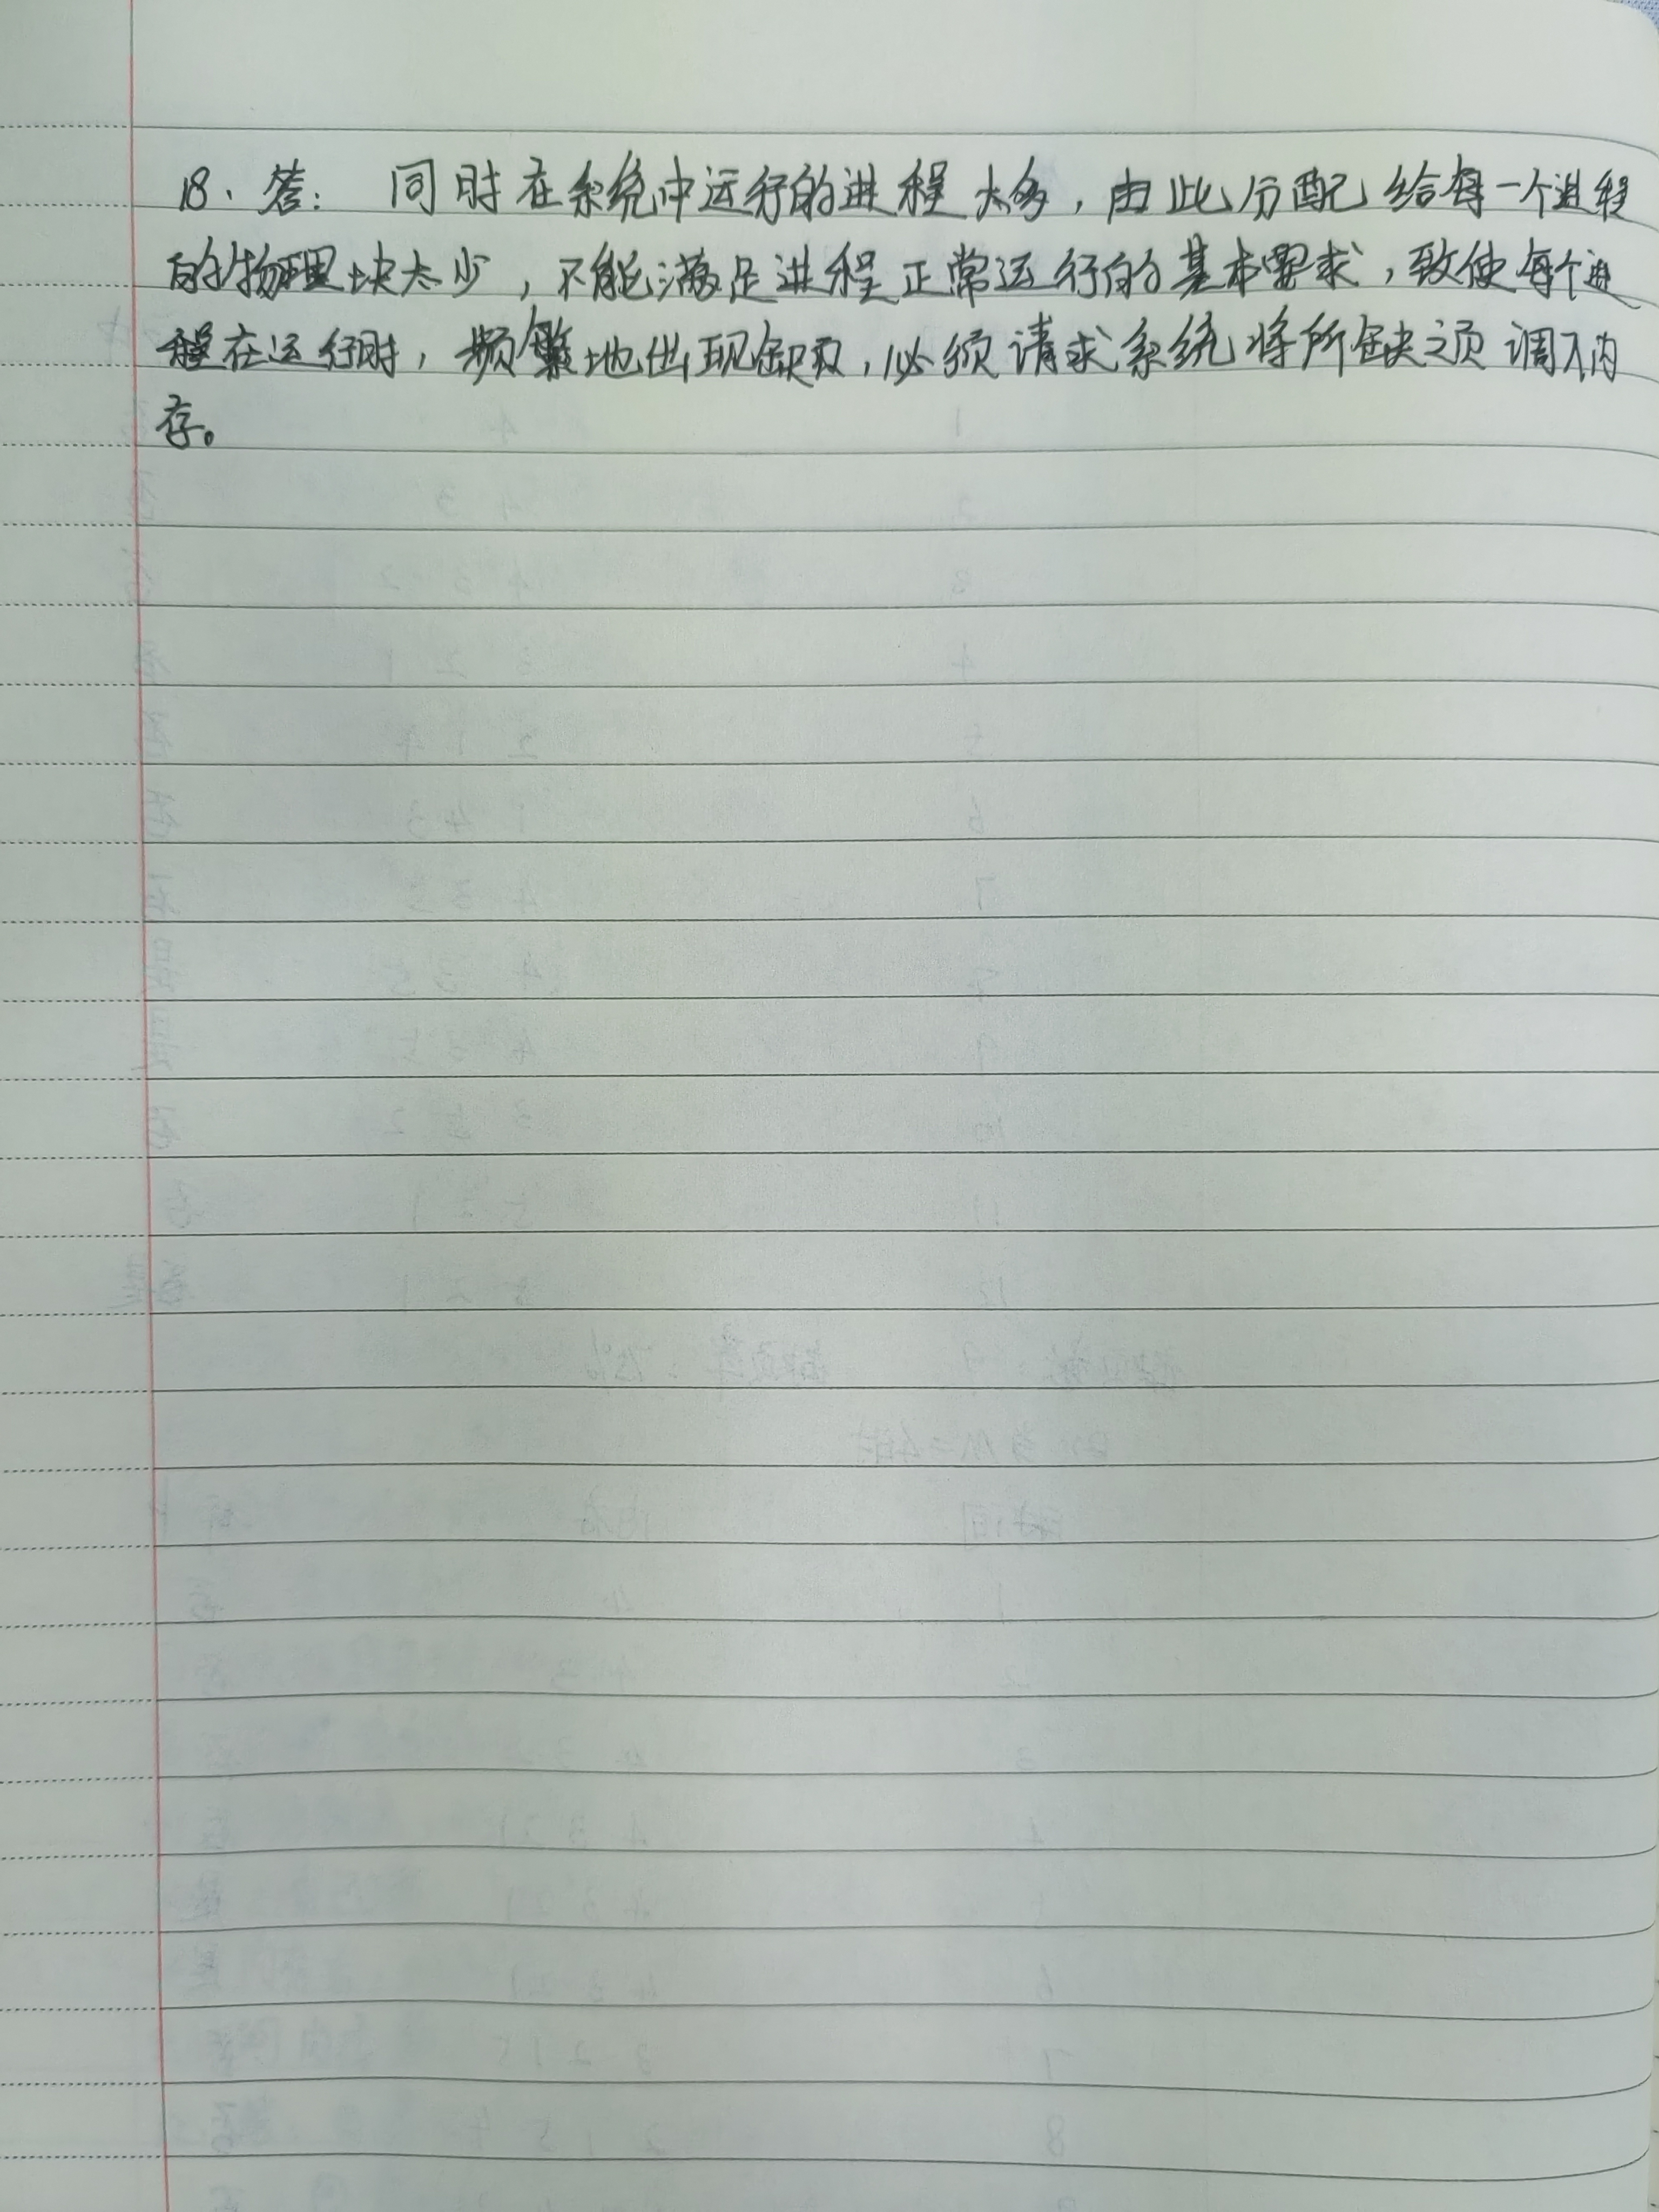 18、答： 同时在系统中运行的进程太多，由此分配给每一个进程
的物理块太少，不能满足进程正常运行的基本要求，致使每个进
程在运行时，频繁地出现缺页，必须请求系统将所缺之页调入内
存。